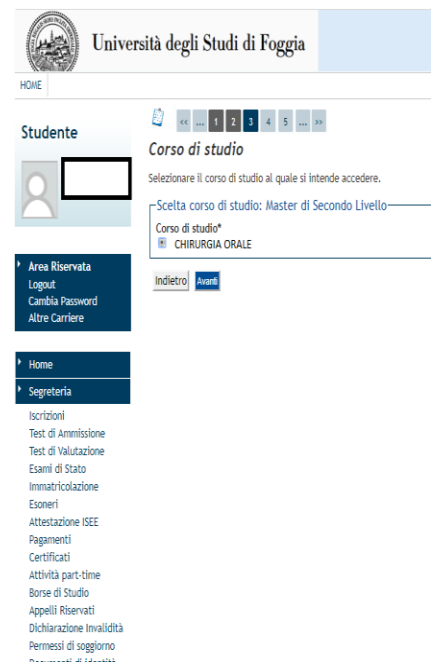 Università degli Studi di Foggia
HOME
Studente
<< ... 1 2 3 4 5 ... >>
Corso di studio
Selezionare il corso di studio al quale si intende accedere.
Scelta corso di studio: Master di Secondo Livello
Corso di studio*
CHIRURGIA ORALE
Indietro Avanti
Area Riservata
Logout
Cambia Password
Altre Carriere
Home
Segreteria
Iscrizioni
Test di Ammissione
Test di Valutazione
Esami di Stato
Immatricolazione
Esoneri
Attestazione ISEE
Pagamenti
Certificati
Attività part-time
Borse di Studio
Appelli Riservati
Dichiarazione Invalidità
Permessi di soggiorno
Documenti di identità